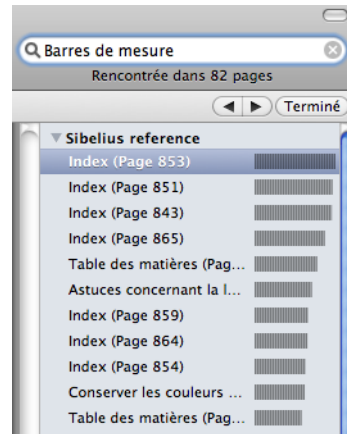 Barres de mesure
Rencontrée dans 82 pages
Terminé
Sibelius reference
Index (Page 853)
Index (Page 851)
Index (Page 843)
Index (Page 865)
Table des matières (Pag...
Astuces concernant la l...
Index (Page 859)
Index (Page 864)
Index (Page 854)
Conserver les couleurs ...
Table des matières (Pag...